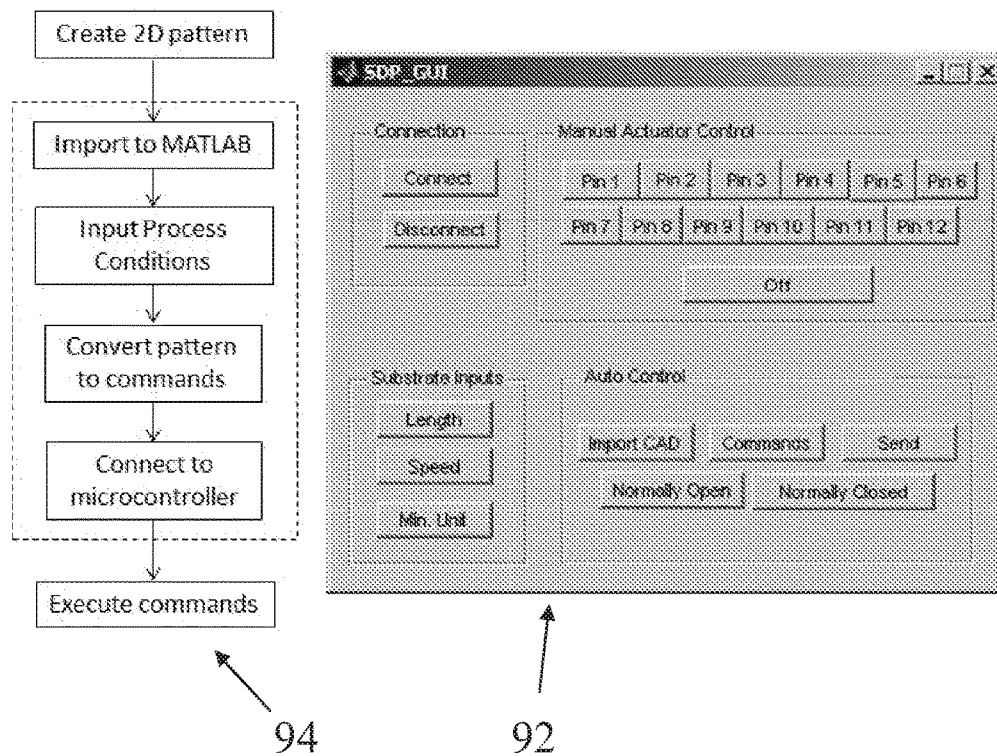 Create 2D pattern
Import to MATLAB
Input Process
Conditions
Convert pattern
to commands
Connect to
microcontroller
Execute commands
94
SDP_GUI
Connection
Connect
Disconnect
Manual Actuator Control
Pin 1 Pin 2 Pin 3 Pin 4 Pin 5 Pin 6
Pin 7 Pin 8 Pin 9 Pin 10 Pin 11 Pin 12
Off
Substrate Inputs
Length
Speed
Min. Unit
Auto Control
Import CAD Commands Send
Normally Open Normally Closed
92